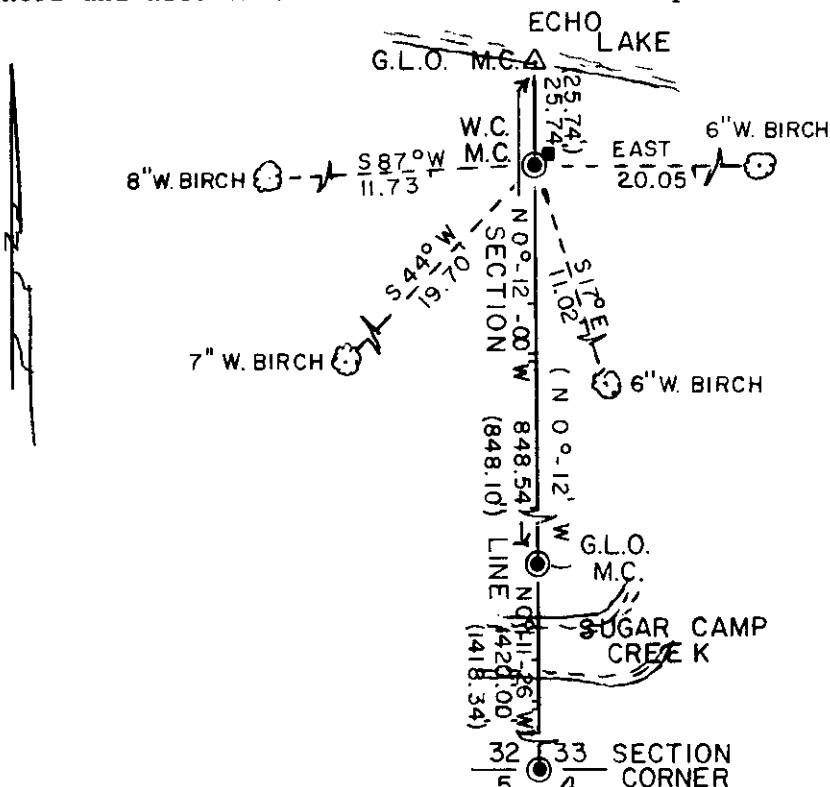 ECHO
LAKE
G.L.O. M.C.
25.74'
(25.74')
W.C.
M.C.
6" W. BIRCH
EAST
20.05
8" W. BIRCH
S 87° W
11.73
S 44° W
19.70
7" W. BIRCH
S 17° E
11.02
6" W. BIRCH
N 0°-12'-00" W
(N 0°-12' W)
SECTION LINE
848.54'
(848.10')
G.L.O.
M.C.
SUGAR CAMP
CREEK
N 0°-11'-26" W
1420.00'
(1418.34')
32 33 SECTION
5 4 CORNER